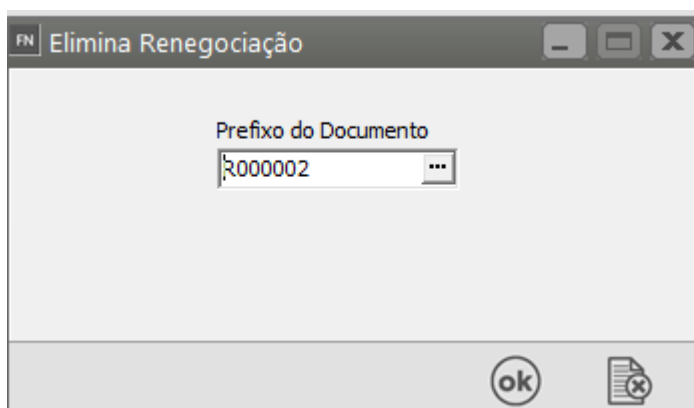 FN Elimina Renegociação
Prefixo do Documento
R000002
ok